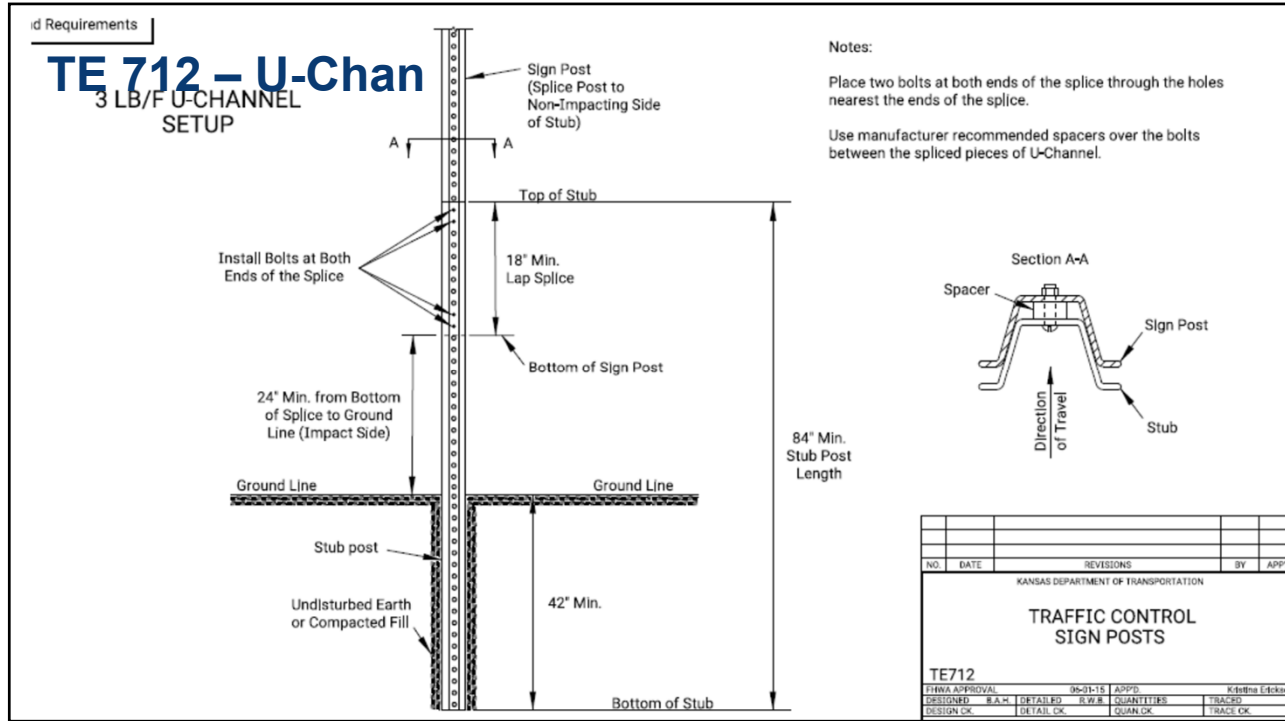 nd Requirements
TE 712 – U-Chan
3 LB/F U-CHANNEL
SETUP
Sign Post
(Splice Post to
Non-Impacting Side
of Stub)
A
A
Top of Stub
Install Bolts at Both
Ends of the Splice
18" Min.
Lap Splice
Bottom of Sign Post
24" Min. from Bottom
of Splice to Ground
Line (Impact Side)
84" Min.
Stub Post
Length
Ground Line
Ground Line
Stub post
42" Min.
Undisturbed Earth
or Compacted Fill
Bottom of Stub
Notes:
Place two bolts at both ends of the splice through the holes
nearest the ends of the splice.
Use manufacturer recommended spacers over the bolts
between the spliced pieces of U-Channel.
Section A-A
Spacer
Sign Post
Direction
of Travel
Stub
NO. DATE REVISIONS BY APP'
KANSAS DEPARTMENT OF TRANSPORTATION
TRAFFIC CONTROL
SIGN POSTS
TE712
FHWA APPROVAL 06-01-15 APP'D. Kristina Ericks
DESIGNED B.A.H. DETAILED R.W.B. QUANTITIES TRACED
DESIGN CK. DETAIL CK. QUAN.CK. TRACE CK.